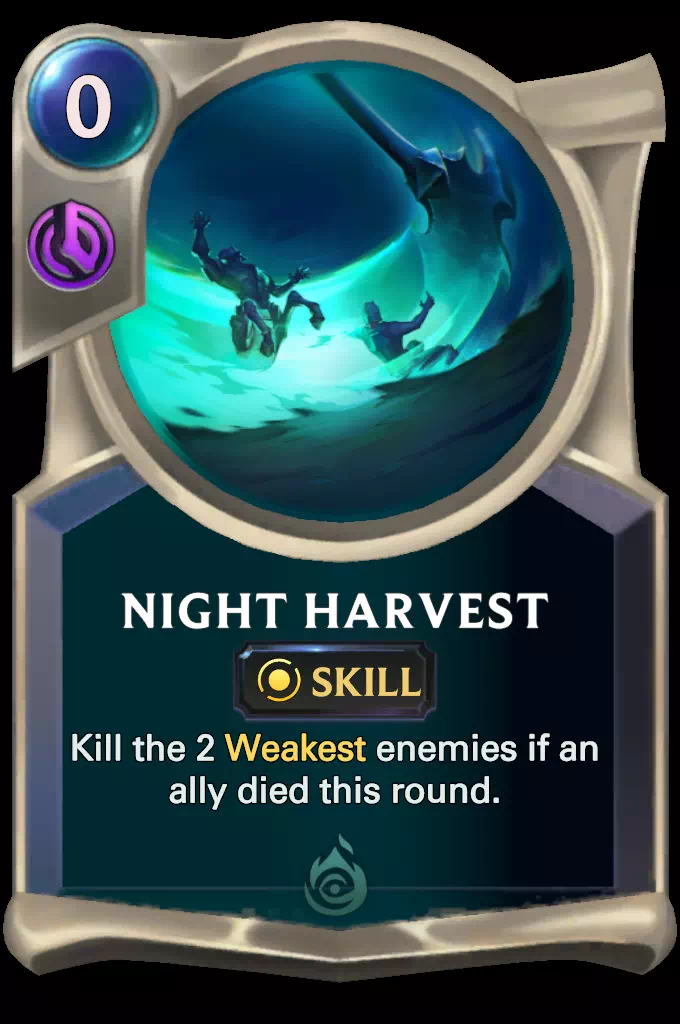 0
NIGHT HARVEST
SKILL
Kill the 2 Weakest enemies if an
ally died this round.